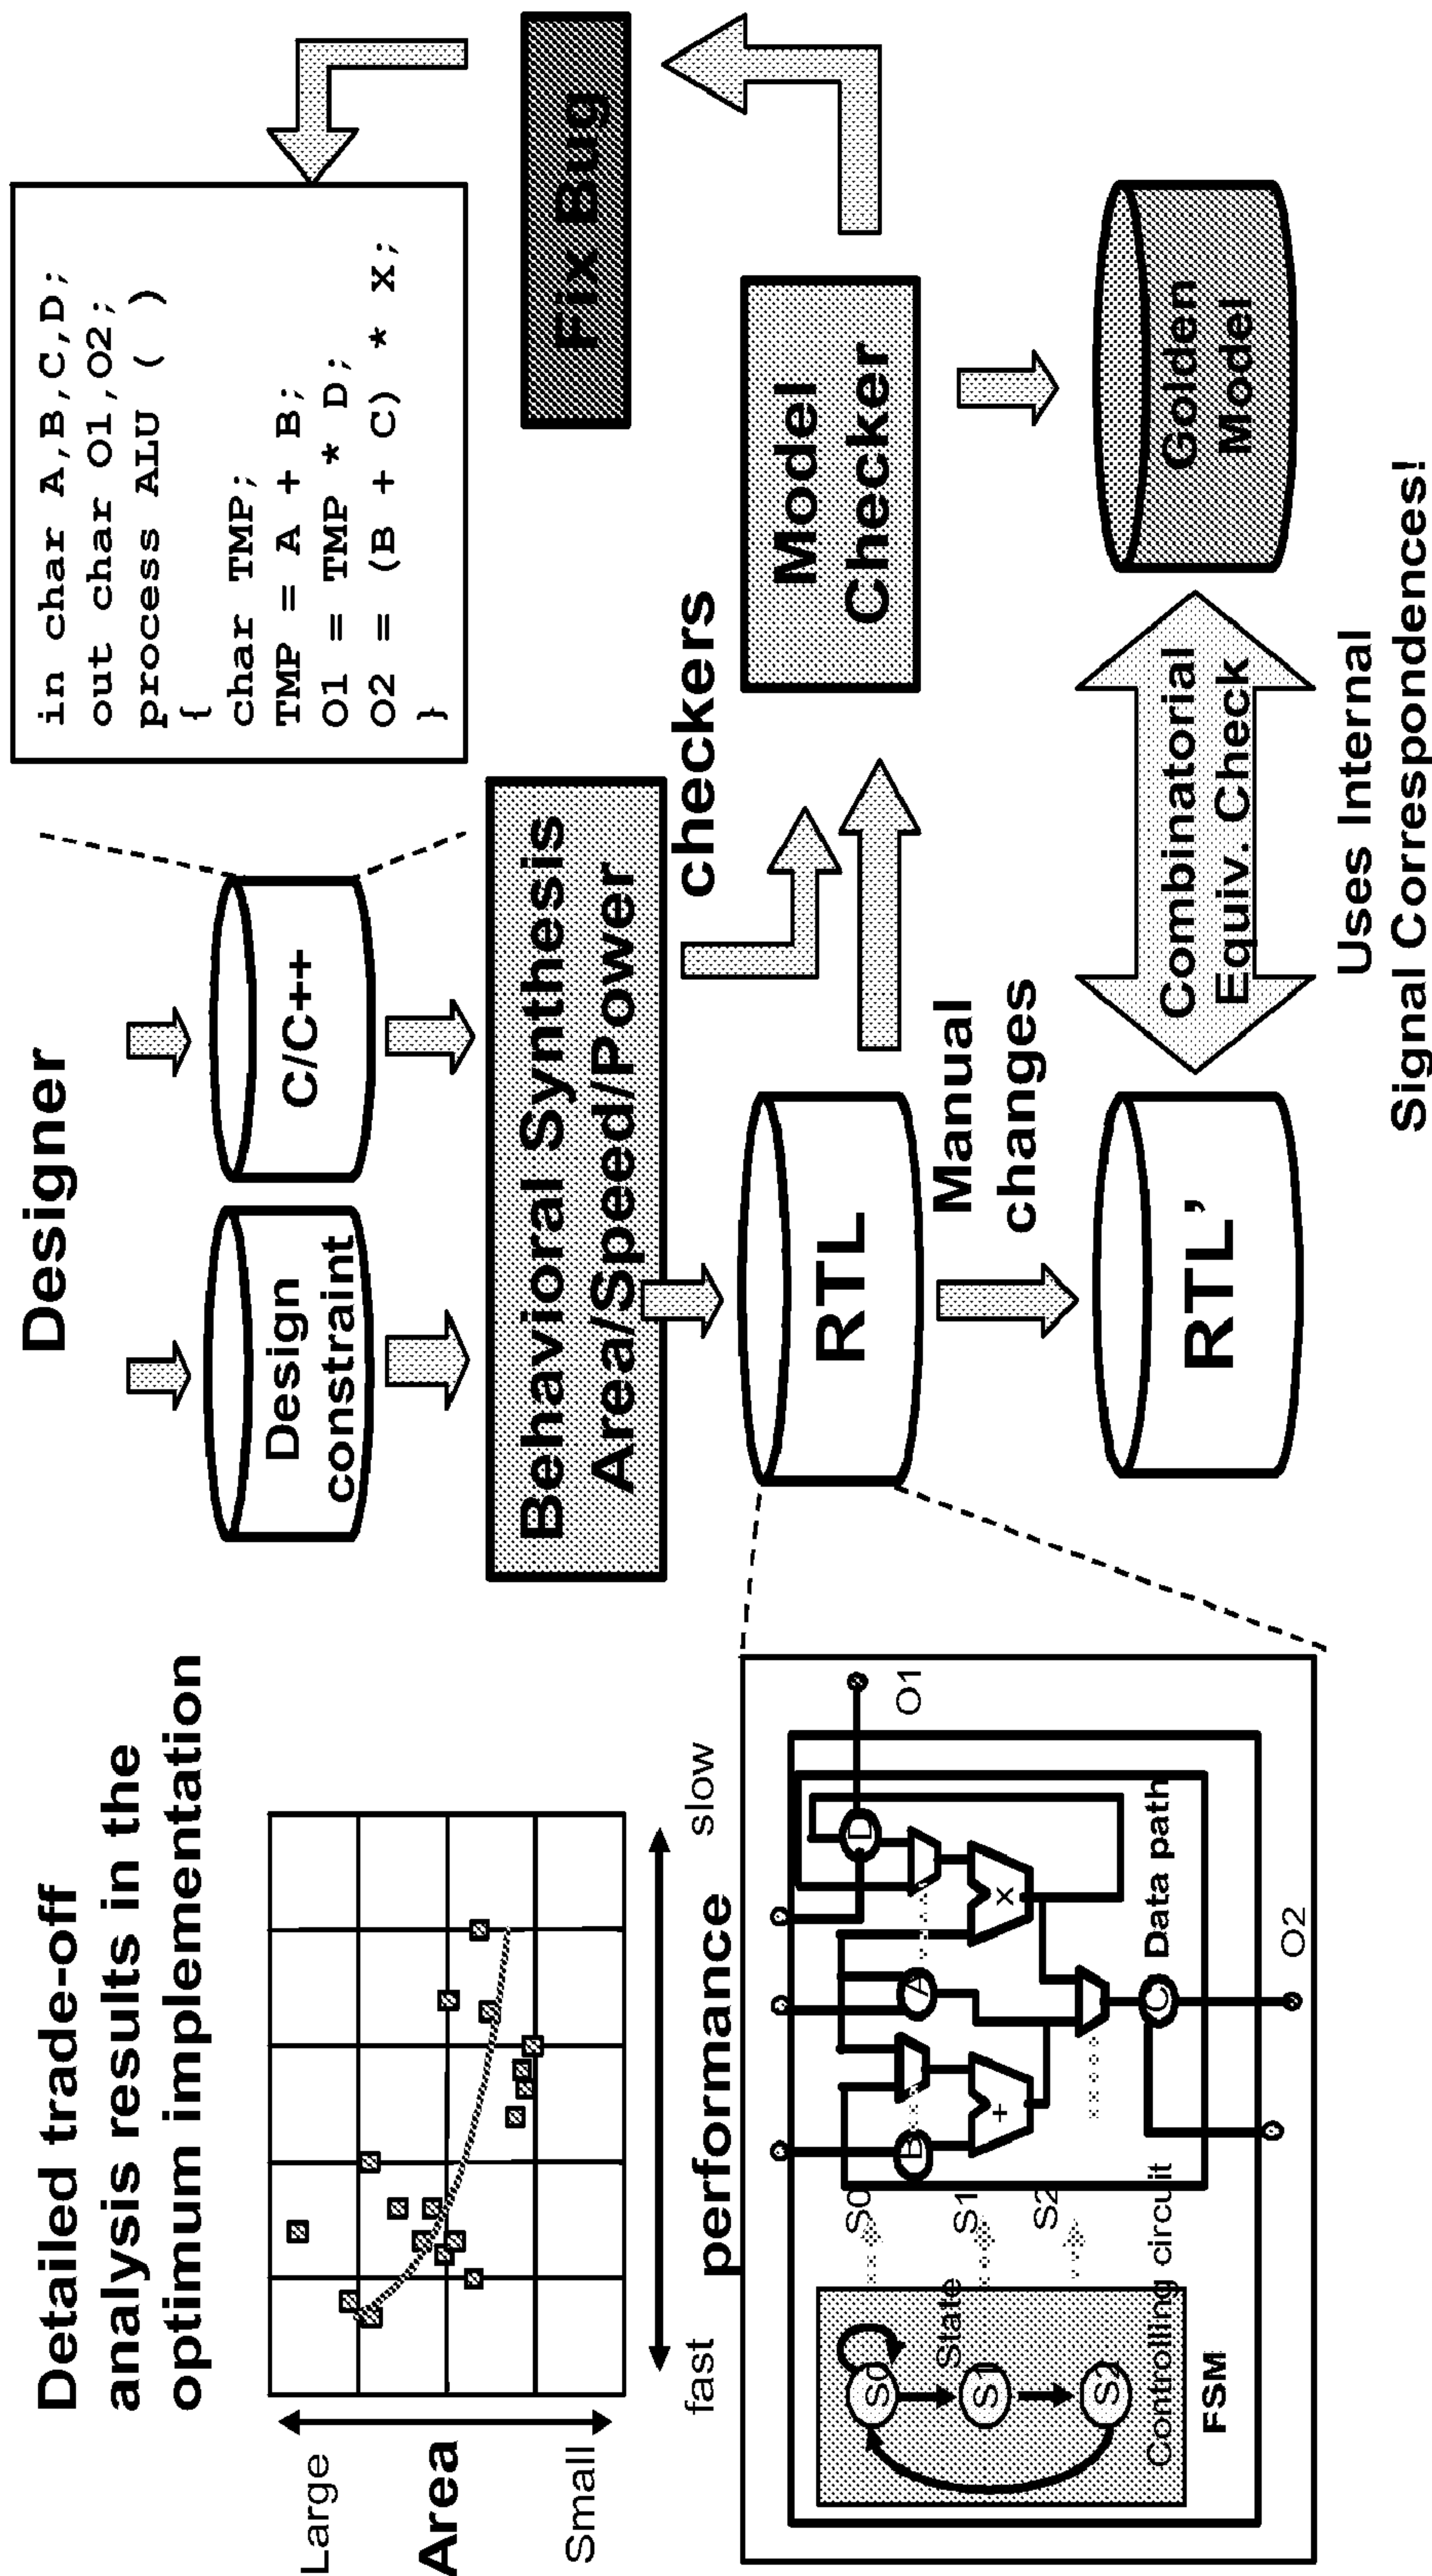 Detailed trade-off
analysis results in the
optimum implementation
Large
Area
Small
fast
slow
performance
Designer
Design
constraint
C/C++
in char A,B,C,D;
out char O1,O2;
process ALU ( )
{
char TMP;
TMP = A + B;
O1 = TMP * D;
O2 = (B + C) * x;
}
Behavioral Synthesis
Area/Speed/Power
Fix Bug
checkers
RTL
Model
Checker
Manual
changes
RTL'
Combinatorial
Equiv. Check
Golden
Model
Uses Internal
Signal Correspondences!
S0
State
S1
S2
Controlling circuit
FSM
S0
S1
S2
B
A
D
+
x
C
Data path
O1
O2